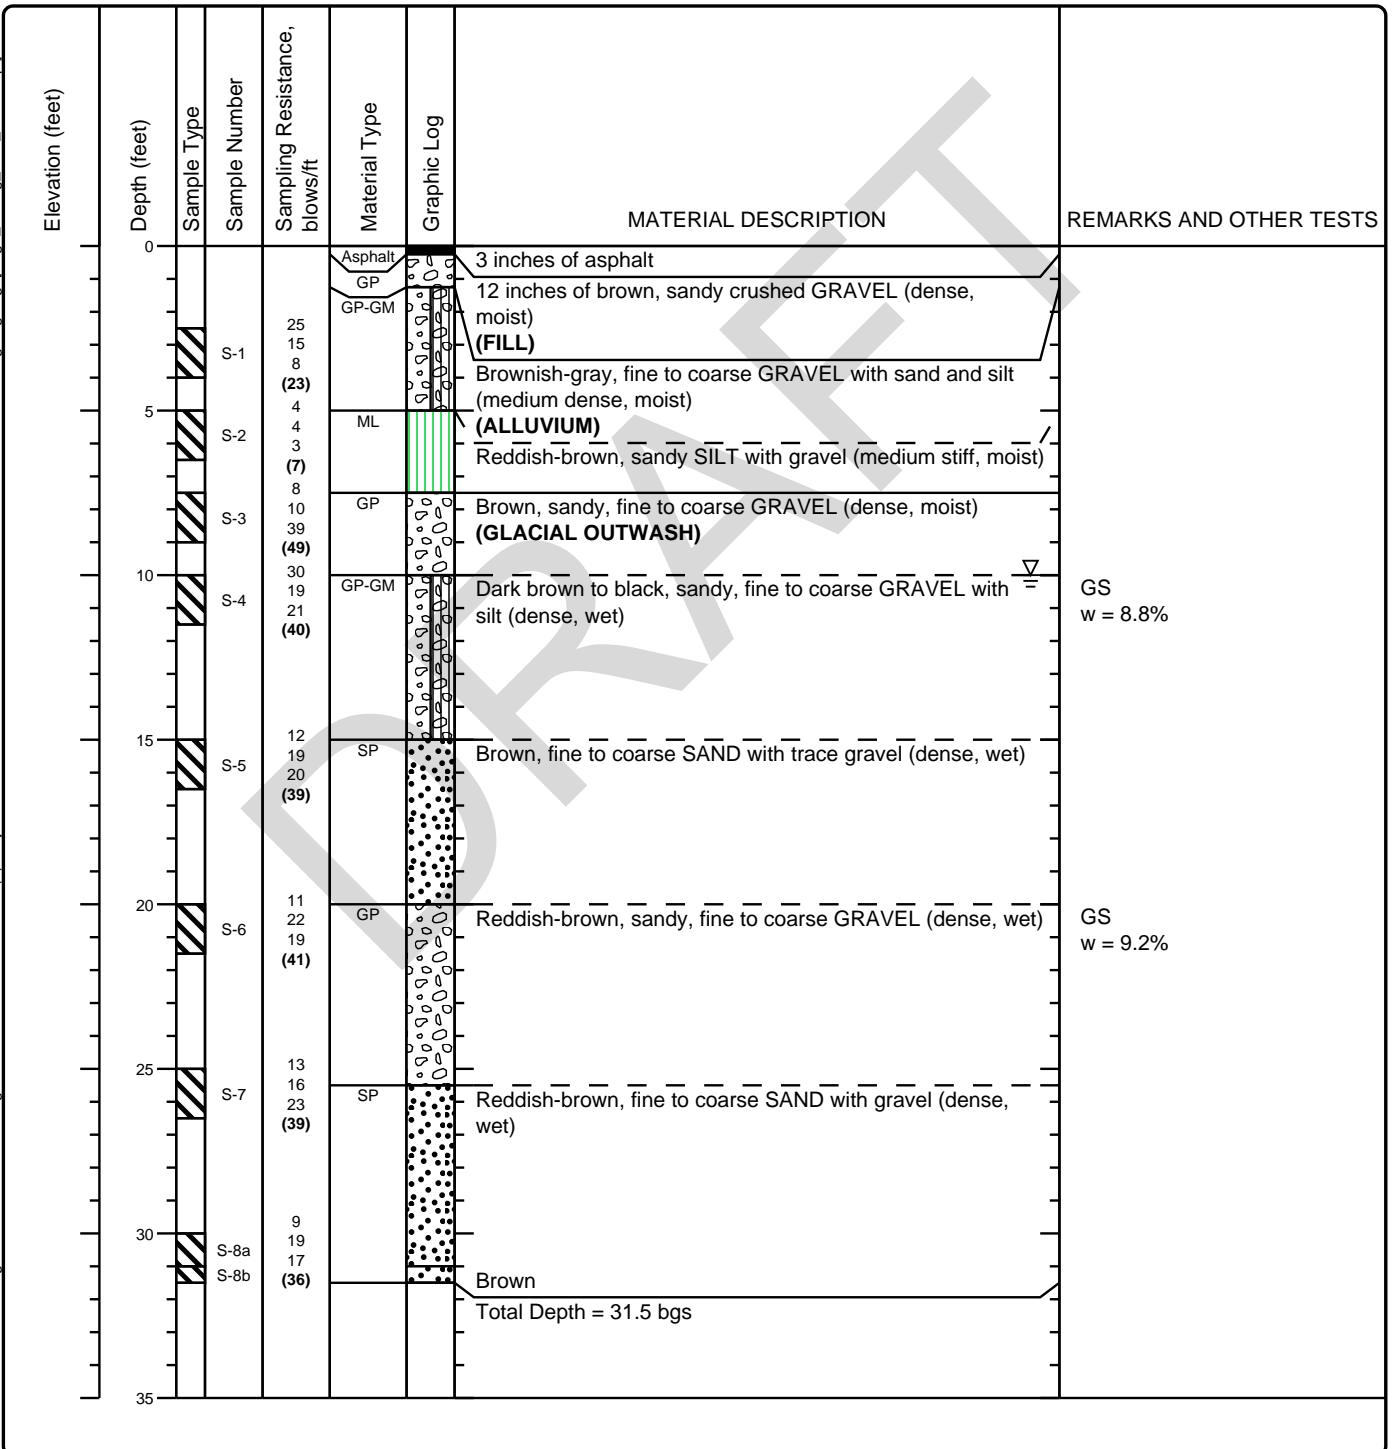 Elevation (feet)
Depth (feet)
Sample Type
Sample Number
Sampling Resistance,
blows/ft
Material Type
Graphic Log
MATERIAL DESCRIPTION
REMARKS AND OTHER TESTS
DRAFT
0
Asphalt
3 inches of asphalt
GP
12 inches of brown, sandy crushed GRAVEL (dense,
moist)
(FILL)
GP-GM
25
15
8
(23)
S-1
Brownish-gray, fine to coarse GRAVEL with sand and silt
(medium dense, moist)
(ALLUVIUM)
5
S-2
4
4
3
(7)
ML
Reddish-brown, sandy SILT with gravel (medium stiff, moist)
S-3
8
10
39
(49)
GP
Brown, sandy, fine to coarse GRAVEL (dense, moist)
(GLACIAL OUTWASH)
10
S-4
30
19
21
(40)
GP-GM
Dark brown to black, sandy, fine to coarse GRAVEL with
silt (dense, wet)
GS
w = 8.8%
15
S-5
12
19
20
(39)
SP
Brown, fine to coarse SAND with trace gravel (dense, wet)
20
S-6
11
22
19
(41)
GP
Reddish-brown, sandy, fine to coarse GRAVEL (dense, wet)
GS
w = 9.2%
25
S-7
13
16
23
(39)
SP
Reddish-brown, fine to coarse SAND with gravel (dense,
wet)
30
S-8a
S-8b
9
19
17
(36)
Brown
Total Depth = 31.5 bgs
35